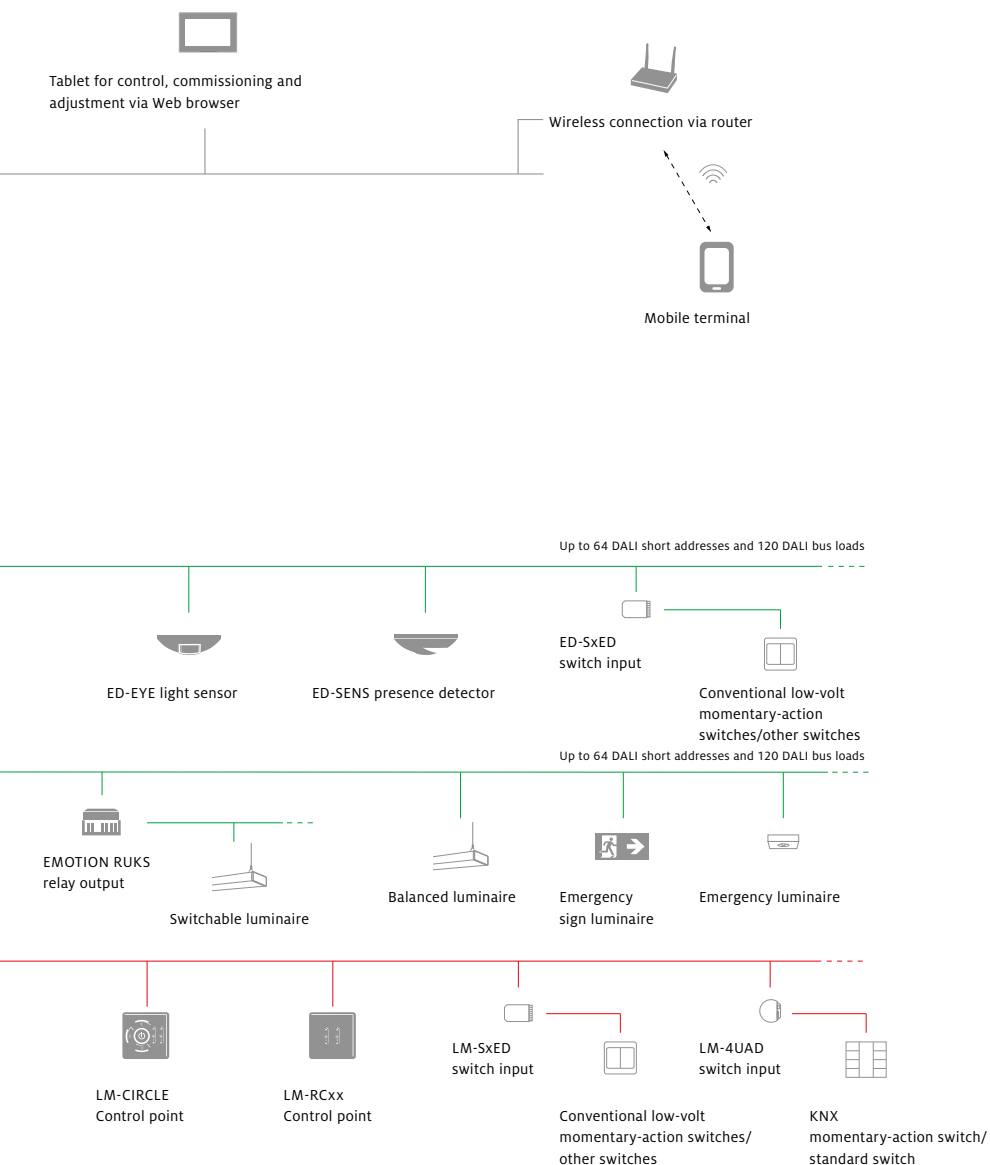 Tablet for control, commissioning and
adjustment via Web browser
Wireless connection via router
Mobile terminal
Up to 64 DALI short addresses and 120 DALI bus loads
ED-EYE light sensor
ED-SENS presence detector
ED-SxED
switch input
Conventional low-volt
momentary-action
switches/other switches
Up to 64 DALI short addresses and 120 DALI bus loads
EMOTION RUKS
relay output
Switchable luminaire
Balanced luminaire
Emergency
sign luminaire
Emergency luminaire
LM-CIRCLE
Control point
LM-RCxx
Control point
LM-SxED
switch input
Conventional low-volt
momentary-action switches/
other switches
LM-4UAD
switch input
KNX
momentary-action switch/
standard switch